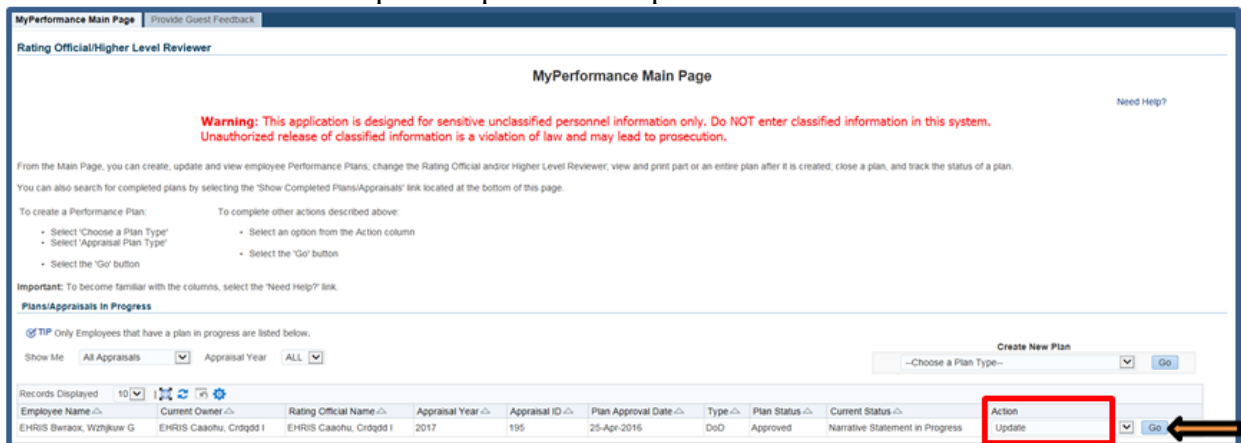 MyPerformance Main Page Provide Guest Feedback
Rating Official/Higher Level Reviewer
MyPerformance Main Page
Need Help?
Warning: This application is designed for sensitive unclassified personnel information only. Do NOT enter classified information in this system.
Unauthorized release of classified information is a violation of law and may lead to prosecution.
From the Main Page, you can create, update and view employee Performance Plans; change the Rating Official and/or Higher Level Reviewer; view and print part or an entire plan after it is created; close a plan, and track the status of a plan.
You can also search for completed plans by selecting the 'Show Completed Plans/Appraisals' link located at the bottom of this page.
To create a Performance Plan: To complete other actions described above:
• Select 'Choose a Plan Type' • Select an option from the Action column
• Select 'Appraisal Plan Type'
• Select the 'Go' button
• Select the 'Go' button
Important: To become familiar with the columns, select the 'Need Help?' link.
Plans/Appraisals In Progress
TIP Only Employees that have a plan in progress are listed below.
Create New Plan
Show Me All Appraisals Appraisal Year ALL --Choose a Plan Type-- Go
Records Displayed 10
Employee Name Current Owner Rating Official Name Appraisal Year Appraisal ID Plan Approval Date Type Plan Status Current Status Action
EHRIS Bwraox, Wzhjkuw G EHRIS Caaohu, Crdqdd I EHRIS Caaohu, Crdqdd I 2017 195 25-Apr-2016 DoD Approved Narrative Statement in Progress Update Go